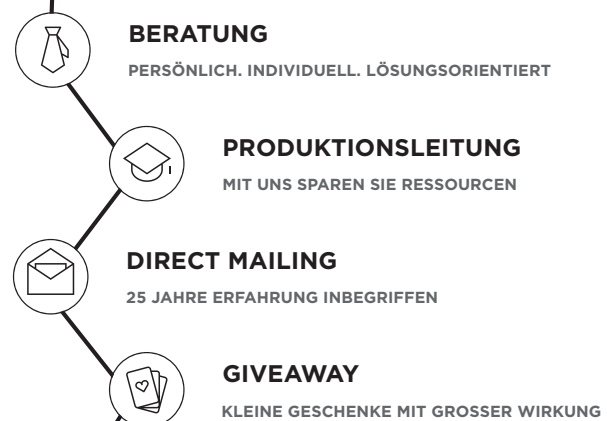 BERATUNG
PERSÖNLICH. INDIVIDUELL. LÖSUNGSORIENTIERT
PRODUKTIONSLEITUNG
MIT UNS SPAREN SIE RESSOURCEN
DIRECT MAILING
25 JAHRE ERFAHRUNG INBEGRIFFEN
GIVEAWAY
KLEINE GESCHENKE MIT GROSSER WIRKUNG